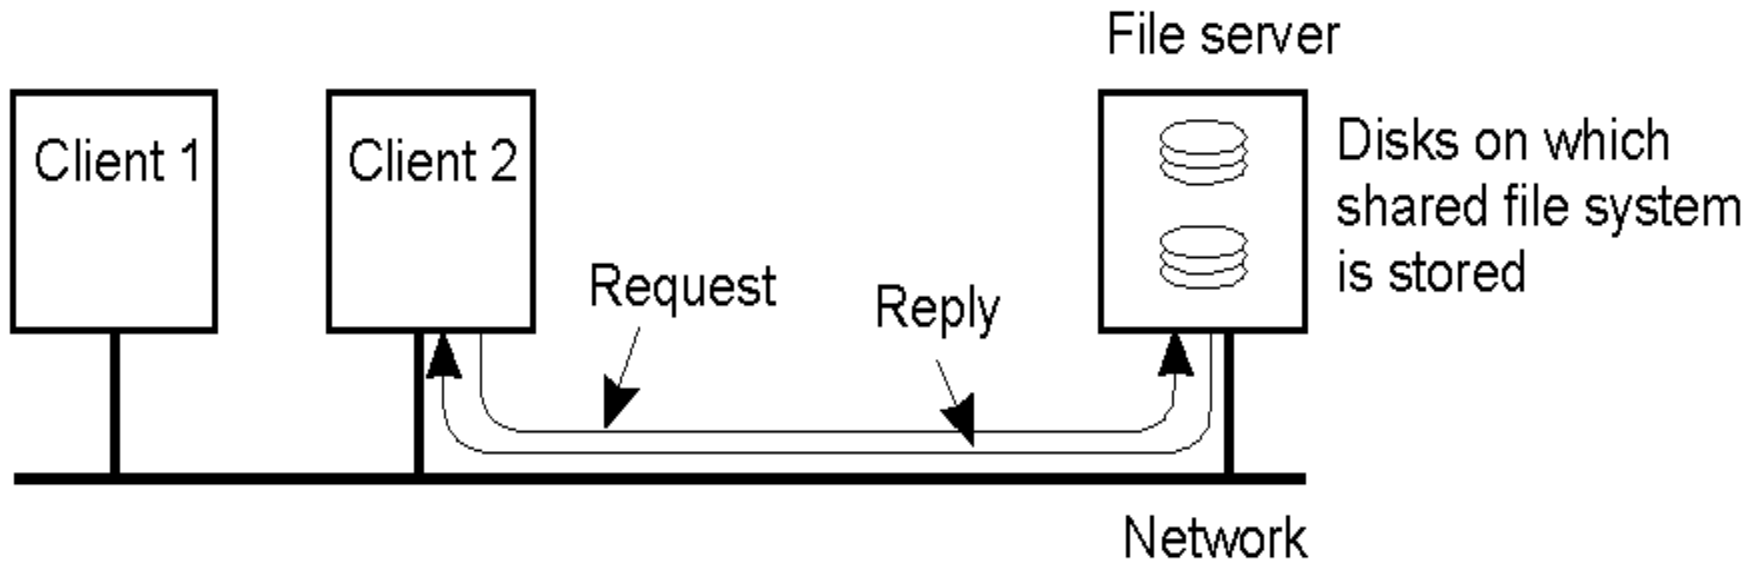 File server
Client 1
Client 2
Disks on which
shared file system
is stored
Request
Reply
Network